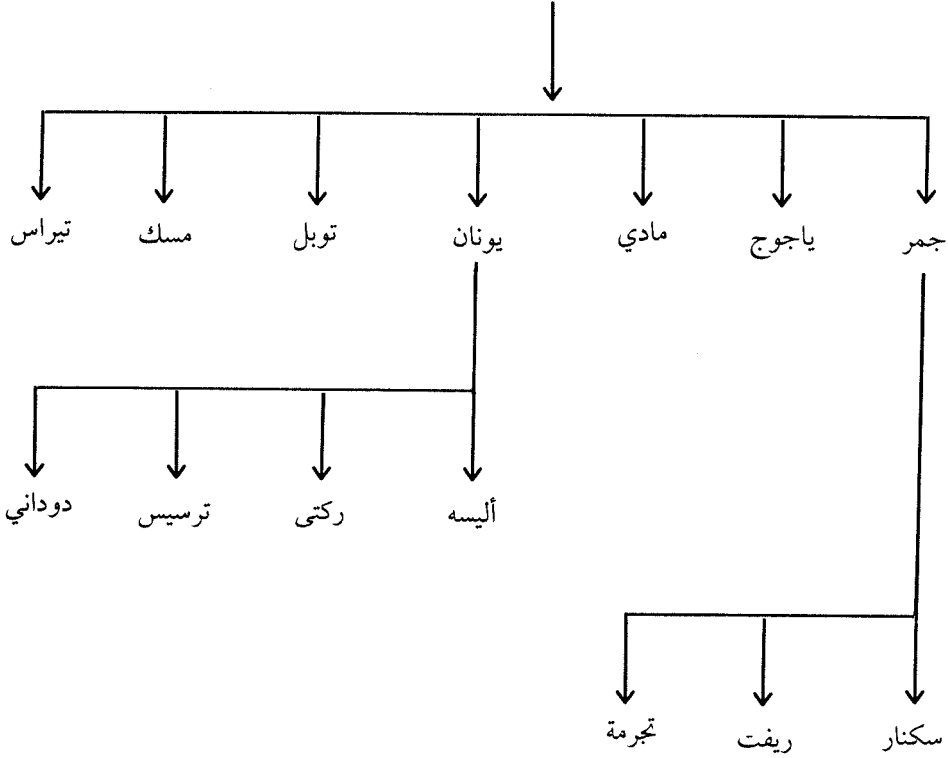 جمر ياجوج مادي يونان توبل مسك تيراس
أليسه ركتى ترسيس دوداني
سكنار ريفت تجرمة